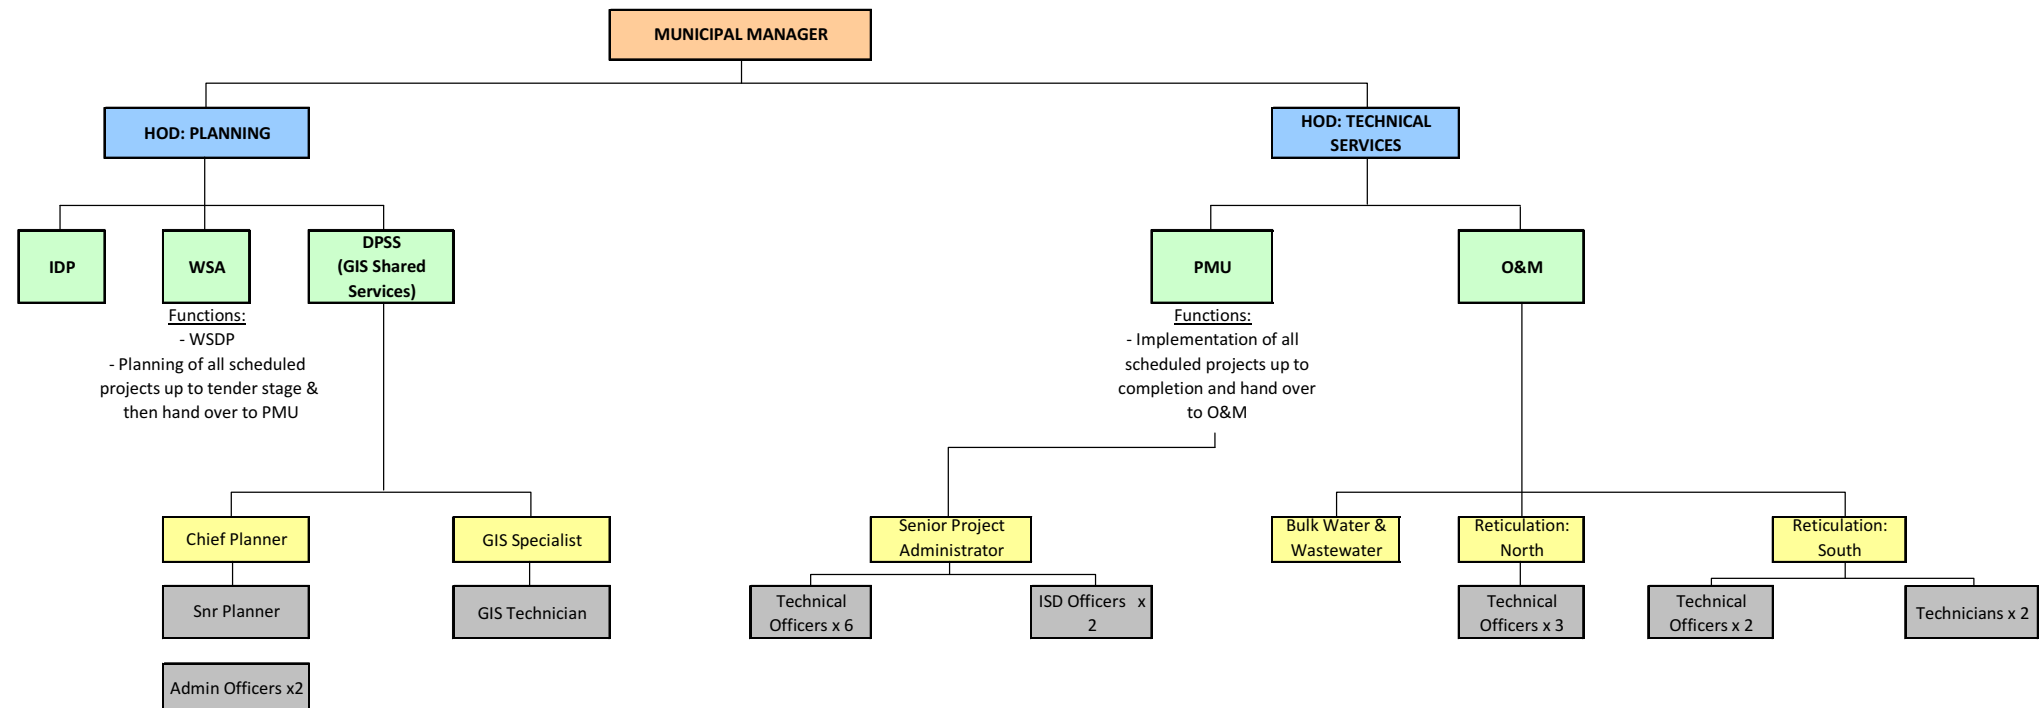 MUNICIPAL MANAGER
HOD: PLANNING
HOD: TECHNICAL
SERVICES
IDP
WSA
DPSS
(GIS Shared
Services)
PMU
O&M
Functions:
- WSDP
- Planning of all scheduled
projects up to tender stage &
then hand over to PMU
Functions:
- Implementation of all
scheduled projects up to
completion and hand over
to O&M
Chief Planner
GIS Specialist
Senior Project
Administrator
Bulk Water &
Wastewater
Reticulation:
North
Reticulation:
South
Snr Planner
GIS Technician
Technical
Officers x 6
ISD Officers x
2
Technical
Officers x 3
Technical
Officers x 2
Technicians x 2
Admin Officers x2